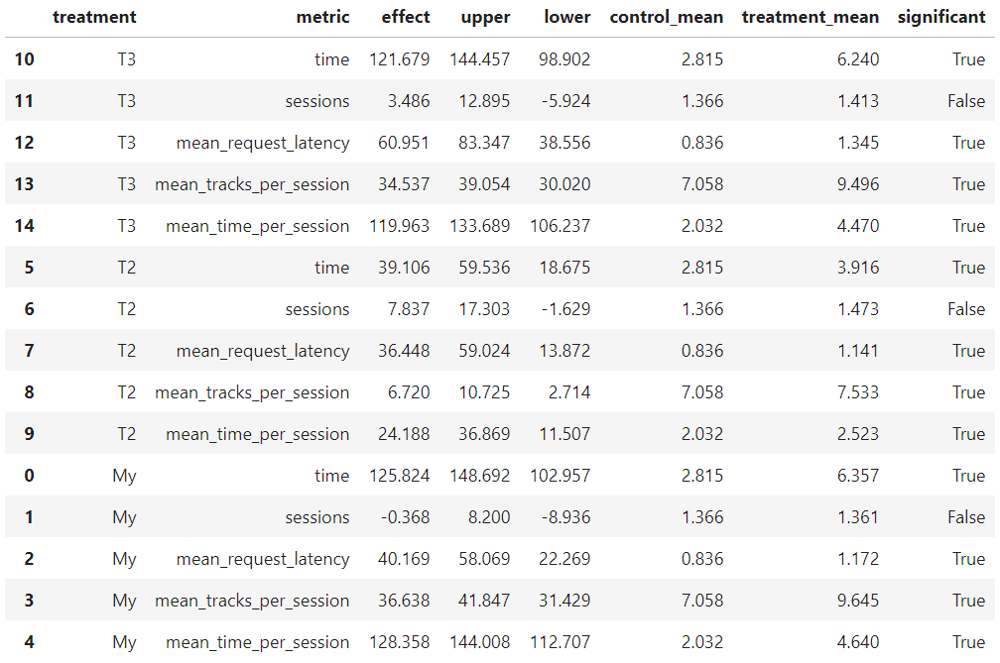 treatment metric effect upper lower control_mean treatment_mean significant
10 T3 time 121.679 144.457 98.902 2.815 6.240 True
11 T3 sessions 3.486 12.895 -5.924 1.366 1.413 False
12 T3 mean_request_latency 60.951 83.347 38.556 0.836 1.345 True
13 T3 mean_tracks_per_session 34.537 39.054 30.020 7.058 9.496 True
14 T3 mean_time_per_session 119.963 133.689 106.237 2.032 4.470 True
5 T2 time 39.106 59.536 18.675 2.815 3.916 True
6 T2 sessions 7.837 17.303 -1.629 1.366 1.473 False
7 T2 mean_request_latency 36.448 59.024 13.872 0.836 1.141 True
8 T2 mean_tracks_per_session 6.720 10.725 2.714 7.058 7.533 True
9 T2 mean_time_per_session 24.188 36.869 11.507 2.032 2.523 True
0 My time 125.824 148.692 102.957 2.815 6.357 True
1 My sessions -0.368 8.200 -8.936 1.366 1.361 False
2 My mean_request_latency 40.169 58.069 22.269 0.836 1.172 True
3 My mean_tracks_per_session 36.638 41.847 31.429 7.058 9.645 True
4 My mean_time_per_session 128.358 144.008 112.707 2.032 4.640 True